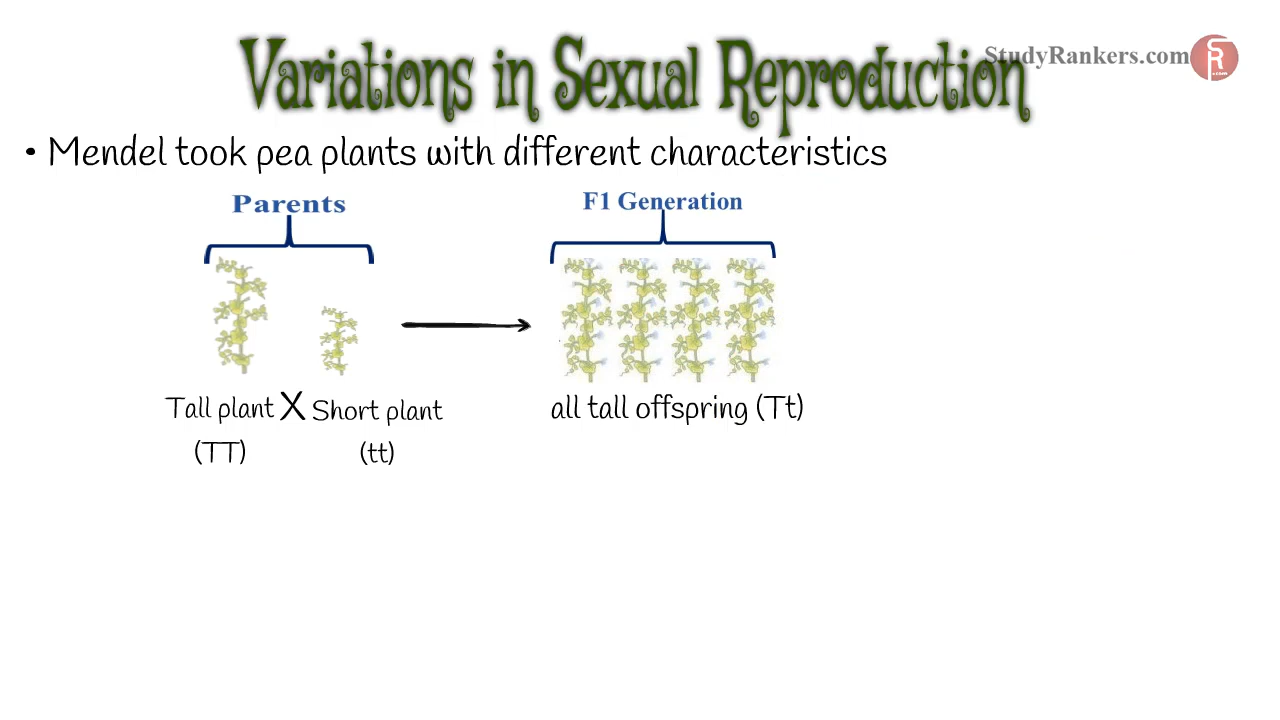 Variations in Sexual Reproduction
StudyRankers.com
• Mendel took pea plants with different characteristics
Parents
F1 Generation
Tall plant X Short plant
(TT) (tt)
all tall offspring (Tt)